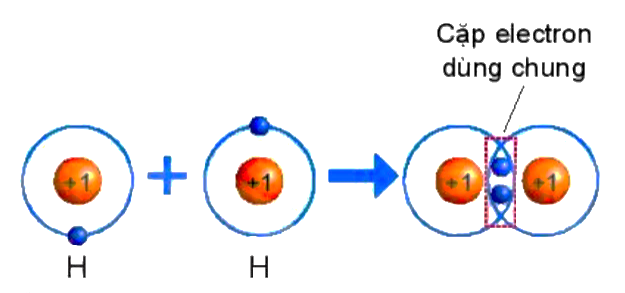 Cặp electron
dùng chung
+1
+1
+1
+1
H
H